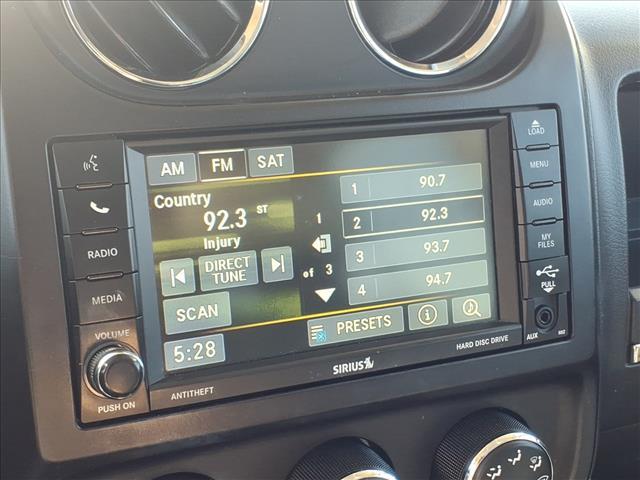 AM FM SAT
Country
92.3 ST
Injury
DIRECT
TUNE
SCAN
5:28
1
of 3
1 90.7
2 92.3
3 93.7
4 94.7
PRESETS
RADIO
MEDIA
VOLUME
PUSH ON
ANTITHEFT
SIRIUS
HARD DISC DRIVE
LOAD
MENU
AUDIO
MY
FILES
PULL
AUX